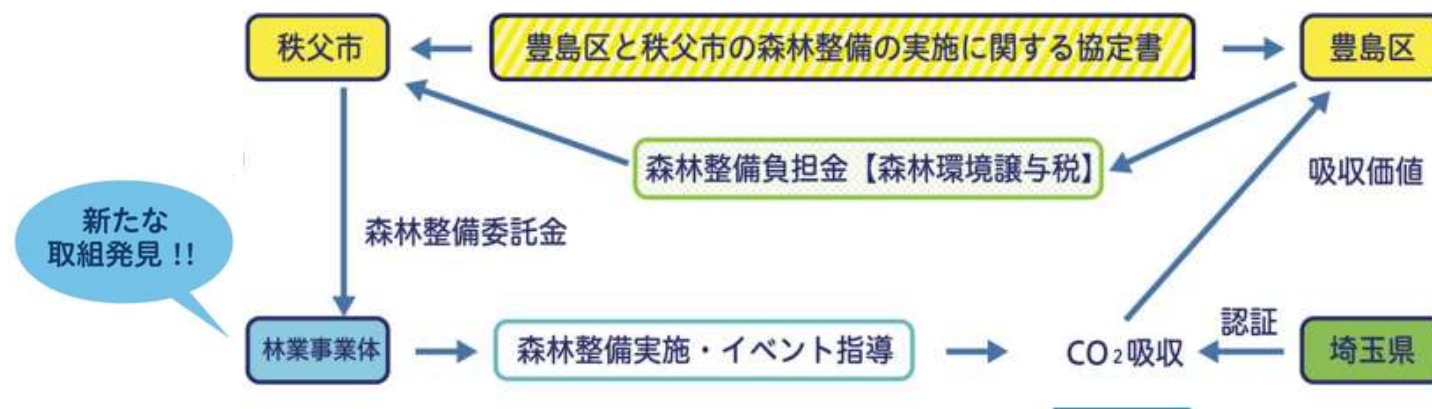 秩父市
豊島区と秩父市の森林整備の実施に関する協定書
豊島区
森林整備負担金【森林環境譲与税】
吸収価値
新たな
取組発見 !!
森林整備委託金
林業事業体
森林整備実施・イベント指導
CO₂吸収
認証
埼玉県